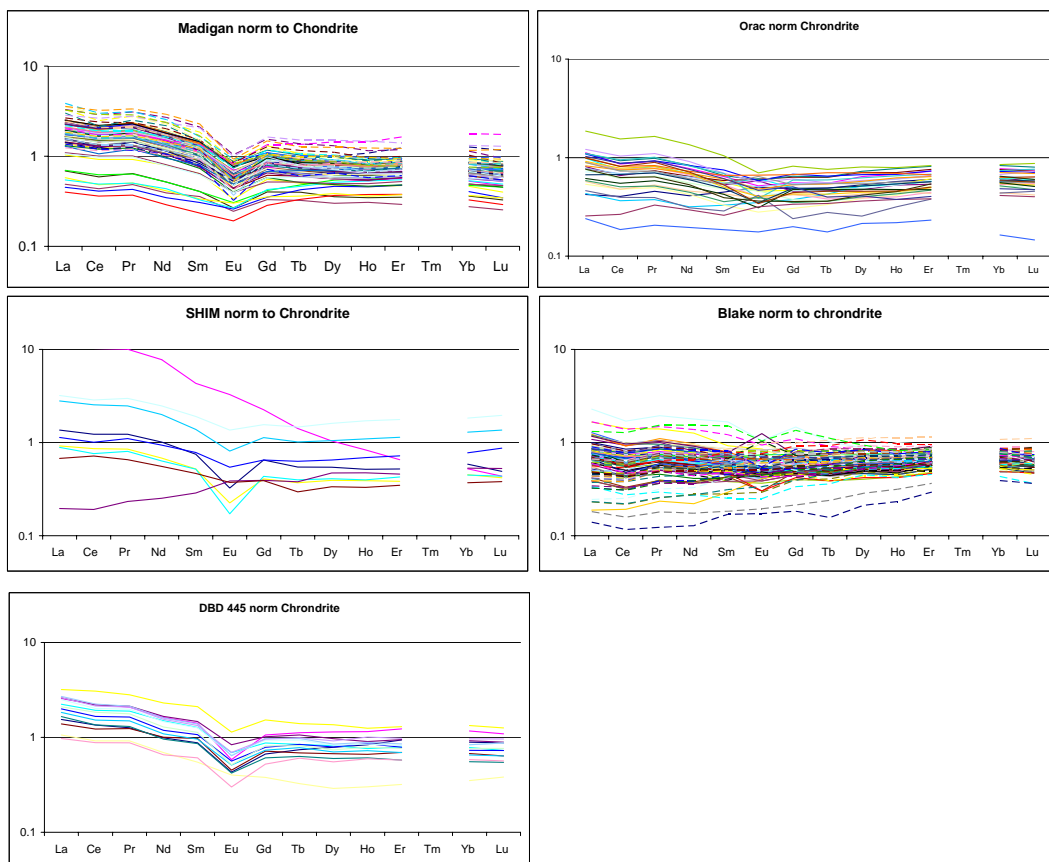 Madigan norm to Chondrite
10
1
0.1
La Ce Pr Nd Sm Eu Gd Tb Dy Ho Er Tm Yb Lu
Orac norm Chrondrite
10
1
0.1
La Ce Pr Nd Sm Eu Gd Tb Dy Ho Er Tm Yb Lu
SHIM norm to Chrondrite
10
1
0.1
La Ce Pr Nd Sm Eu Gd Tb Dy Ho Er Tm Yb Lu
Blake norm to chrondrite
10
1
0.1
La Ce Pr Nd Sm Eu Gd Tb Dy Ho Er Tm Yb Lu
DBD 445 norm Chrondrite
10
1
0.1
La Ce Pr Nd Sm Eu Gd Tb Dy Ho Er Tm Yb Lu